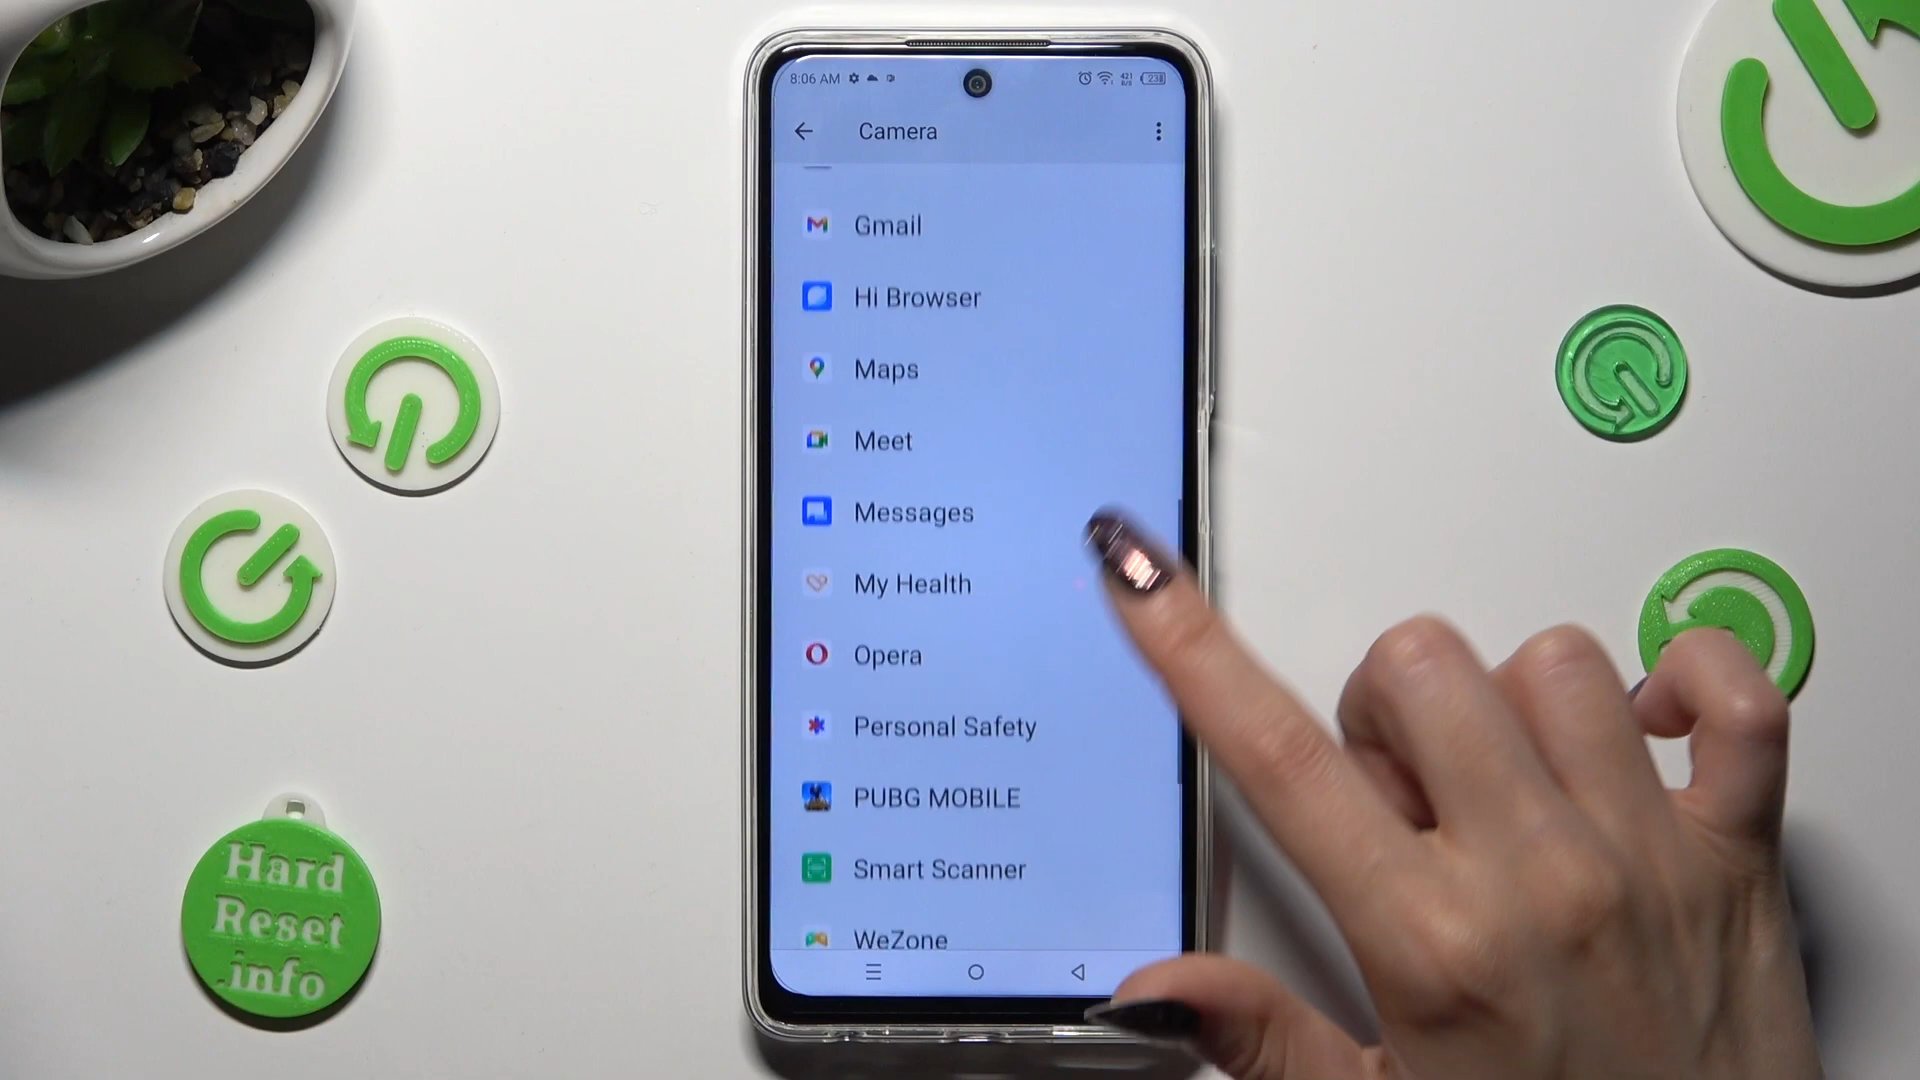 8:06 AM
Camera
Gmail
Hi Browser
Maps
Meet
Messages
My Health
Opera
Personal Safety
PUBG MOBILE
Smart Scanner
WeZone
Hard
Reset
.info